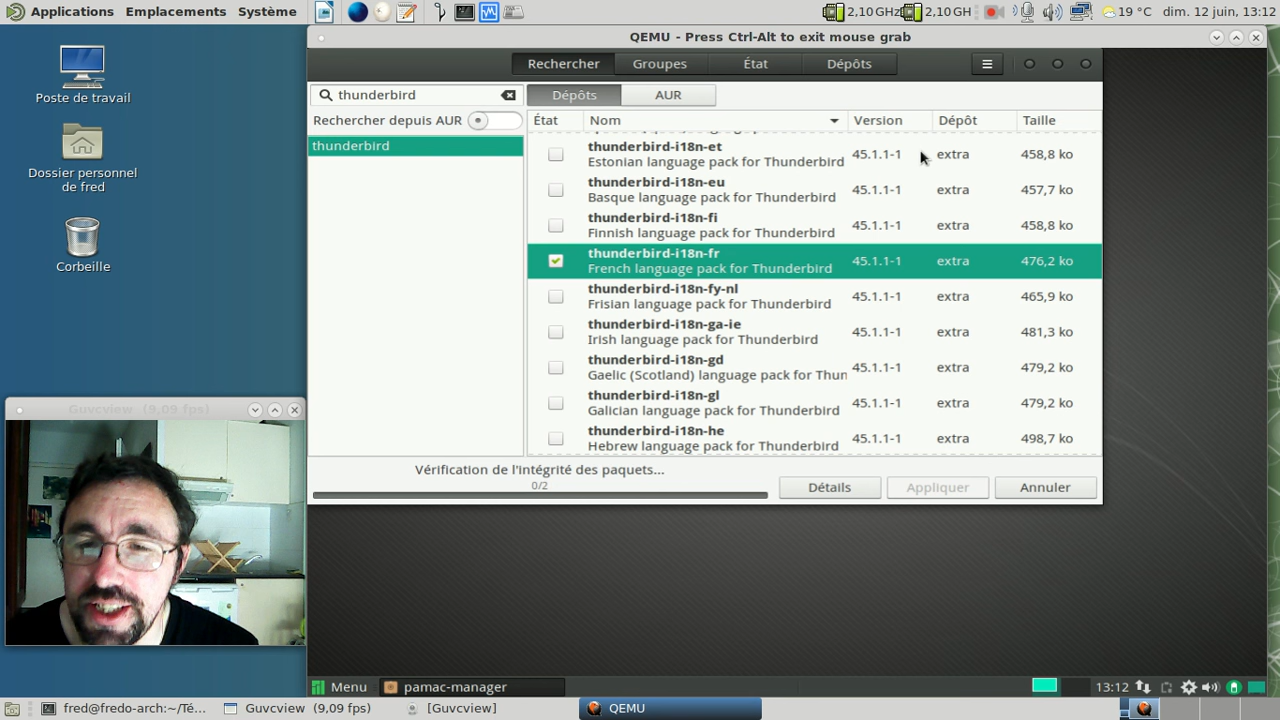 Applications Emplacements Système
2,10 GHz 2,10 GH 19 °C dim. 12 juin, 13:12
QEMU - Press Ctrl-Alt to exit mouse grab
Poste de travail
Dossier personnel
de fred
Corbeille
Rechercher Groupes État Dépôts
thunderbird
Dépôts AUR
Rechercher depuis AUR
thunderbird
État Nom Version Dépôt Taille
thunderbird-i18n-et
Estonian language pack for Thunderbird
45.1.1-1 extra 458,8 ko
thunderbird-i18n-eu
Basque language pack for Thunderbird
45.1.1-1 extra 457,7 ko
thunderbird-i18n-fi
Finnish language pack for Thunderbird
45.1.1-1 extra 458,8 ko
thunderbird-i18n-fr
French language pack for Thunderbird
45.1.1-1 extra 476,2 ko
thunderbird-i18n-fy-nl
Frisian language pack for Thunderbird
45.1.1-1 extra 465,9 ko
thunderbird-i18n-ga-ie
Irish language pack for Thunderbird
45.1.1-1 extra 481,3 ko
thunderbird-i18n-gd
Gaelic (Scotland) language pack for Thun
45.1.1-1 extra 479,2 ko
thunderbird-i18n-gl
Galician language pack for Thunderbird
45.1.1-1 extra 479,2 ko
thunderbird-i18n-he
Hebrew language pack for Thunderbird
45.1.1-1 extra 498,7 ko
Vérification de l'intégrité des paquets...
0/2
Détails Appliquer Annuler
Guvcview (9,09 fps)
Menu pamac-manager 13:12
fred@fredo-arch:~/Té... Guvcview (9,09 fps) [Guvcview] QEMU